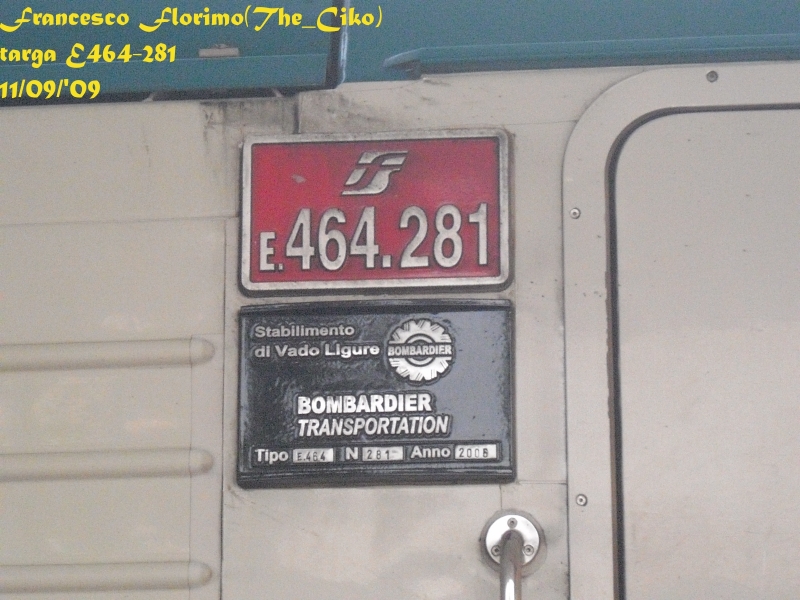 Francesco Florimo(The_Ciko)
targa E464-281
11/09/'09
FS
E.464.281
Stabilimento
di Vado Ligure
BOMBARDIER
BOMBARDIER
TRANSPORTATION
Tipo E.464 N 281 Anno 2006